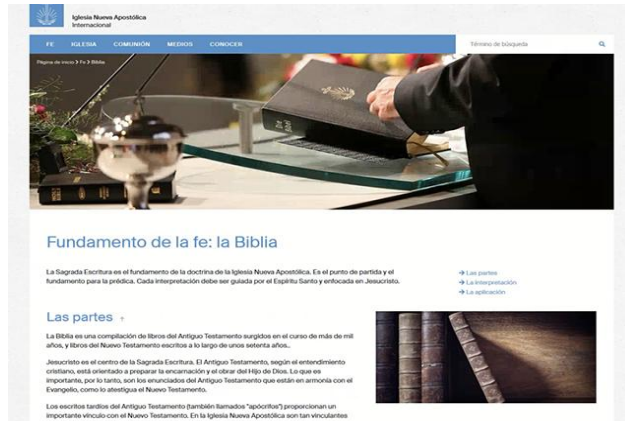 Iglesia Nueva Apostólica
Internacional
FE IGLESIA COMUNIÓN MEDIOS CONOCER
Término de búsqueda
Página de inicio > Fe > Biblia
Die Bibel
Fundamento de la fe: la Biblia
La Sagrada Escritura es el fundamento de la doctrina de la Iglesia Nueva Apostólica. Es el punto de partida y el
fundamento para la prédica. Cada interpretación debe ser guiada por el Espíritu Santo y enfocada en Jesucristo.
→ Las partes
→ La interpretación
→ La aplicación
Las partes ↑
La Biblia es una compilación de libros del Antiguo Testamento surgidos en el curso de más de mil
años, y libros del Nuevo Testamento escritos a lo largo de unos setenta años..
Jesucristo es el centro de la Sagrada Escritura. El Antiguo Testamento, según el entendimiento
cristiano, está orientado a preparar la encarnación y el obrar del Hijo de Dios. Lo que es
importante, por lo tanto, son los enunciados del Antiguo Testamento que están en armonía con el
Evangelio, como lo atestigua el Nuevo Testamento.
Los escritos tardíos del Antiguo Testamento (también llamados "apócrifos") proporcionan un
importante vínculo con el Nuevo Testamento. En la Iglesia Nueva Apostólica son tan vinculantes